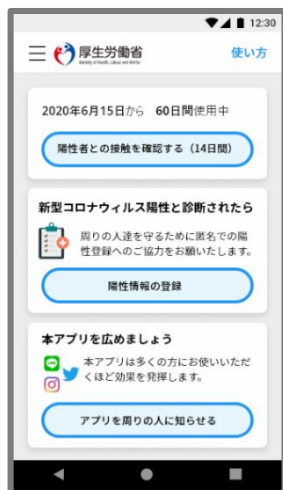 12:30
厚生労働省
Ministry of Health, Labour and Welfare
使い方
2020年6月15日から 60日間使用中
陽性者との接触を確認する（14日間）
新型コロナウィルス陽性と診断されたら
周りの人達を守るために匿名での陽
性登録へのご協力をお願いいたします。
陽性情報の登録
本アプリを広めましょう
本アプリは多くの方にお使いいただ
くほど効果を発揮します。
アプリを周りの人に知らせる